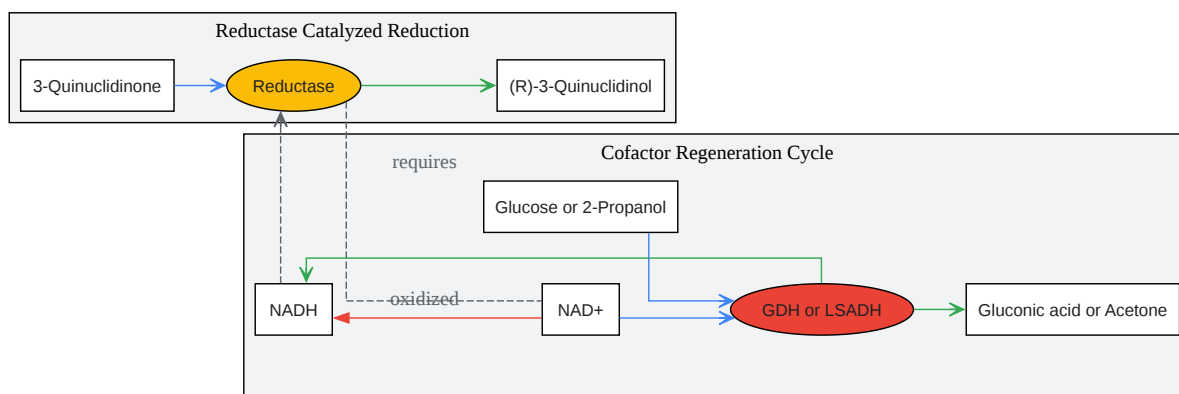 Reductase Catalyzed Reduction
3-Quinuclidinone
Reductase
(R)-3-Quinuclidinol
Cofactor Regeneration Cycle
requires
Glucose or 2-Propanol
oxidized
NADH
NAD+
GDH or LSADH
Gluconic acid or Acetone